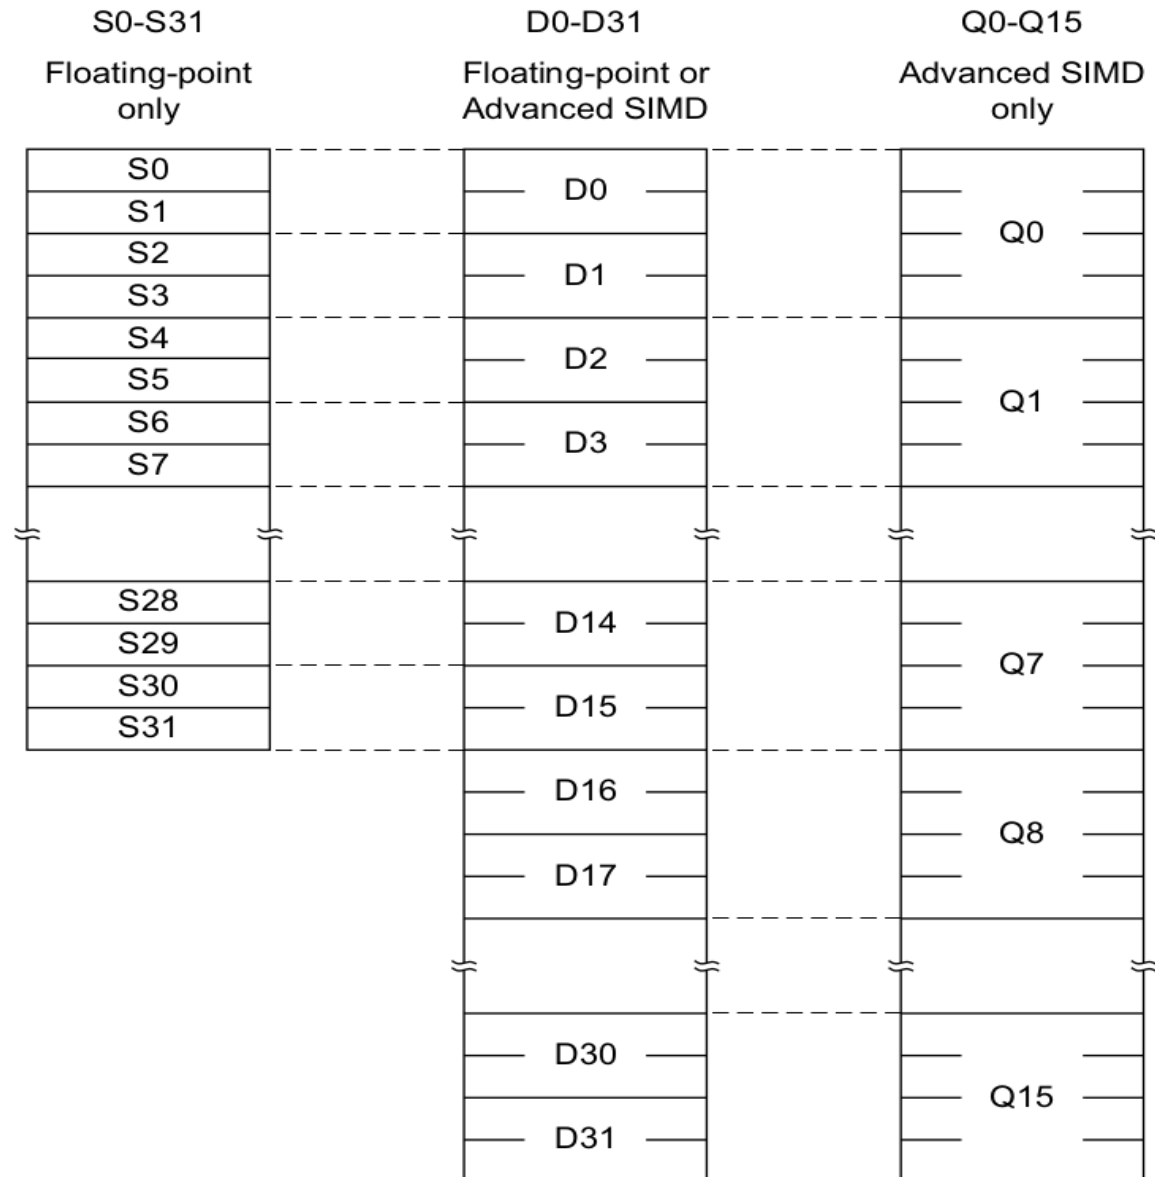 S0-S31
Floating-point
only
S0
S1
S2
S3
S4
S5
S6
S7
S28
S29
S30
S31
D0-D31
Floating-point or
Advanced SIMD
D0
D1
D2
D3
D14
D15
D16
D17
D30
D31
Q0-Q15
Advanced SIMD
only
Q0
Q1
Q7
Q8
Q15